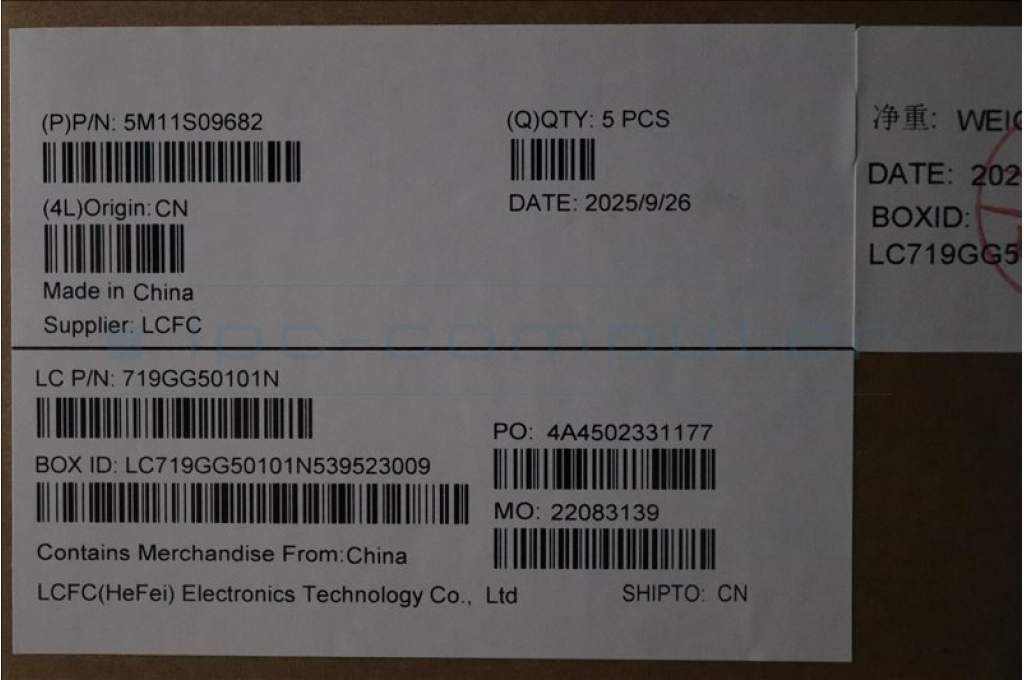 (P)P/N: 5M11S09682
(Q)QTY: 5 PCS
DATE: 2025/9/26
(4L)Origin:CN
Made in China
Supplier: LCFC
LC P/N: 719GG50101N
BOX ID: LC719GG50101N539523009
PO: 4A4502331177
MO: 22083139
Contains Merchandise From:China
LCFC(HeFei) Electronics Technology Co., Ltd
SHIPTO: CN
净重:
DATE:
BOXID:
LC719GG5